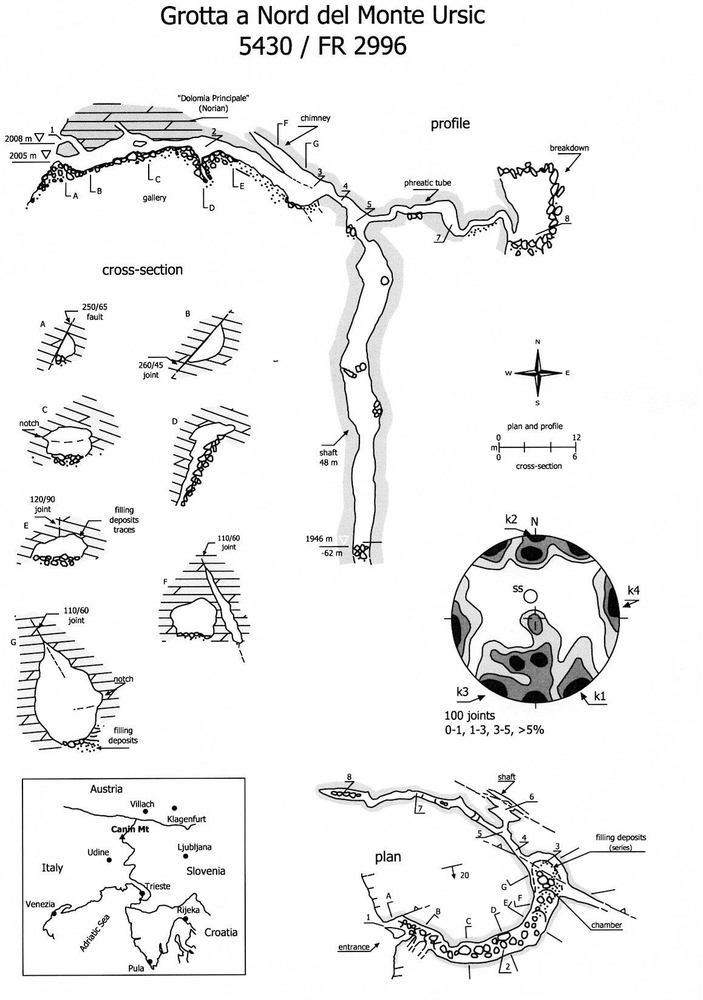 Grotta a Nord del Monte Ursic
5430 / FR 2996
"Dolomia Principale"
(Norian)
chimney
profile
F
G
1
2
2008 m
2005 m
breakdown
3
phreatic tube
4
C
B
A
E
gallery
D
5
8
7
cross-section
250/65
fault
A
B
260/45
joint
N
W
E
S
C
notch
D
plan and profile
0
12
m
0
6
cross-section
shaft
48 m
120/90
joint
filling
deposits
traces
E
k2
N
1946 m
-62 m
110/60
joint
F
ss
k4
110/60
joint
G
notch
k3
k1
100 joints
0-1, 1-3, 3-5, >5%
filling
deposits
Austria
Villach
Klagenfurt
Canin Mt
Udine
Ljubljana
Italy
Slovenia
Trieste
Venezia
Rijeka
Adriatic Sea
Croatia
Pula
8
shaft
6
7
5
4
filling deposits
(series)
3
plan
20
G
A
B
C
D
E
F
1
chamber
entrance
2